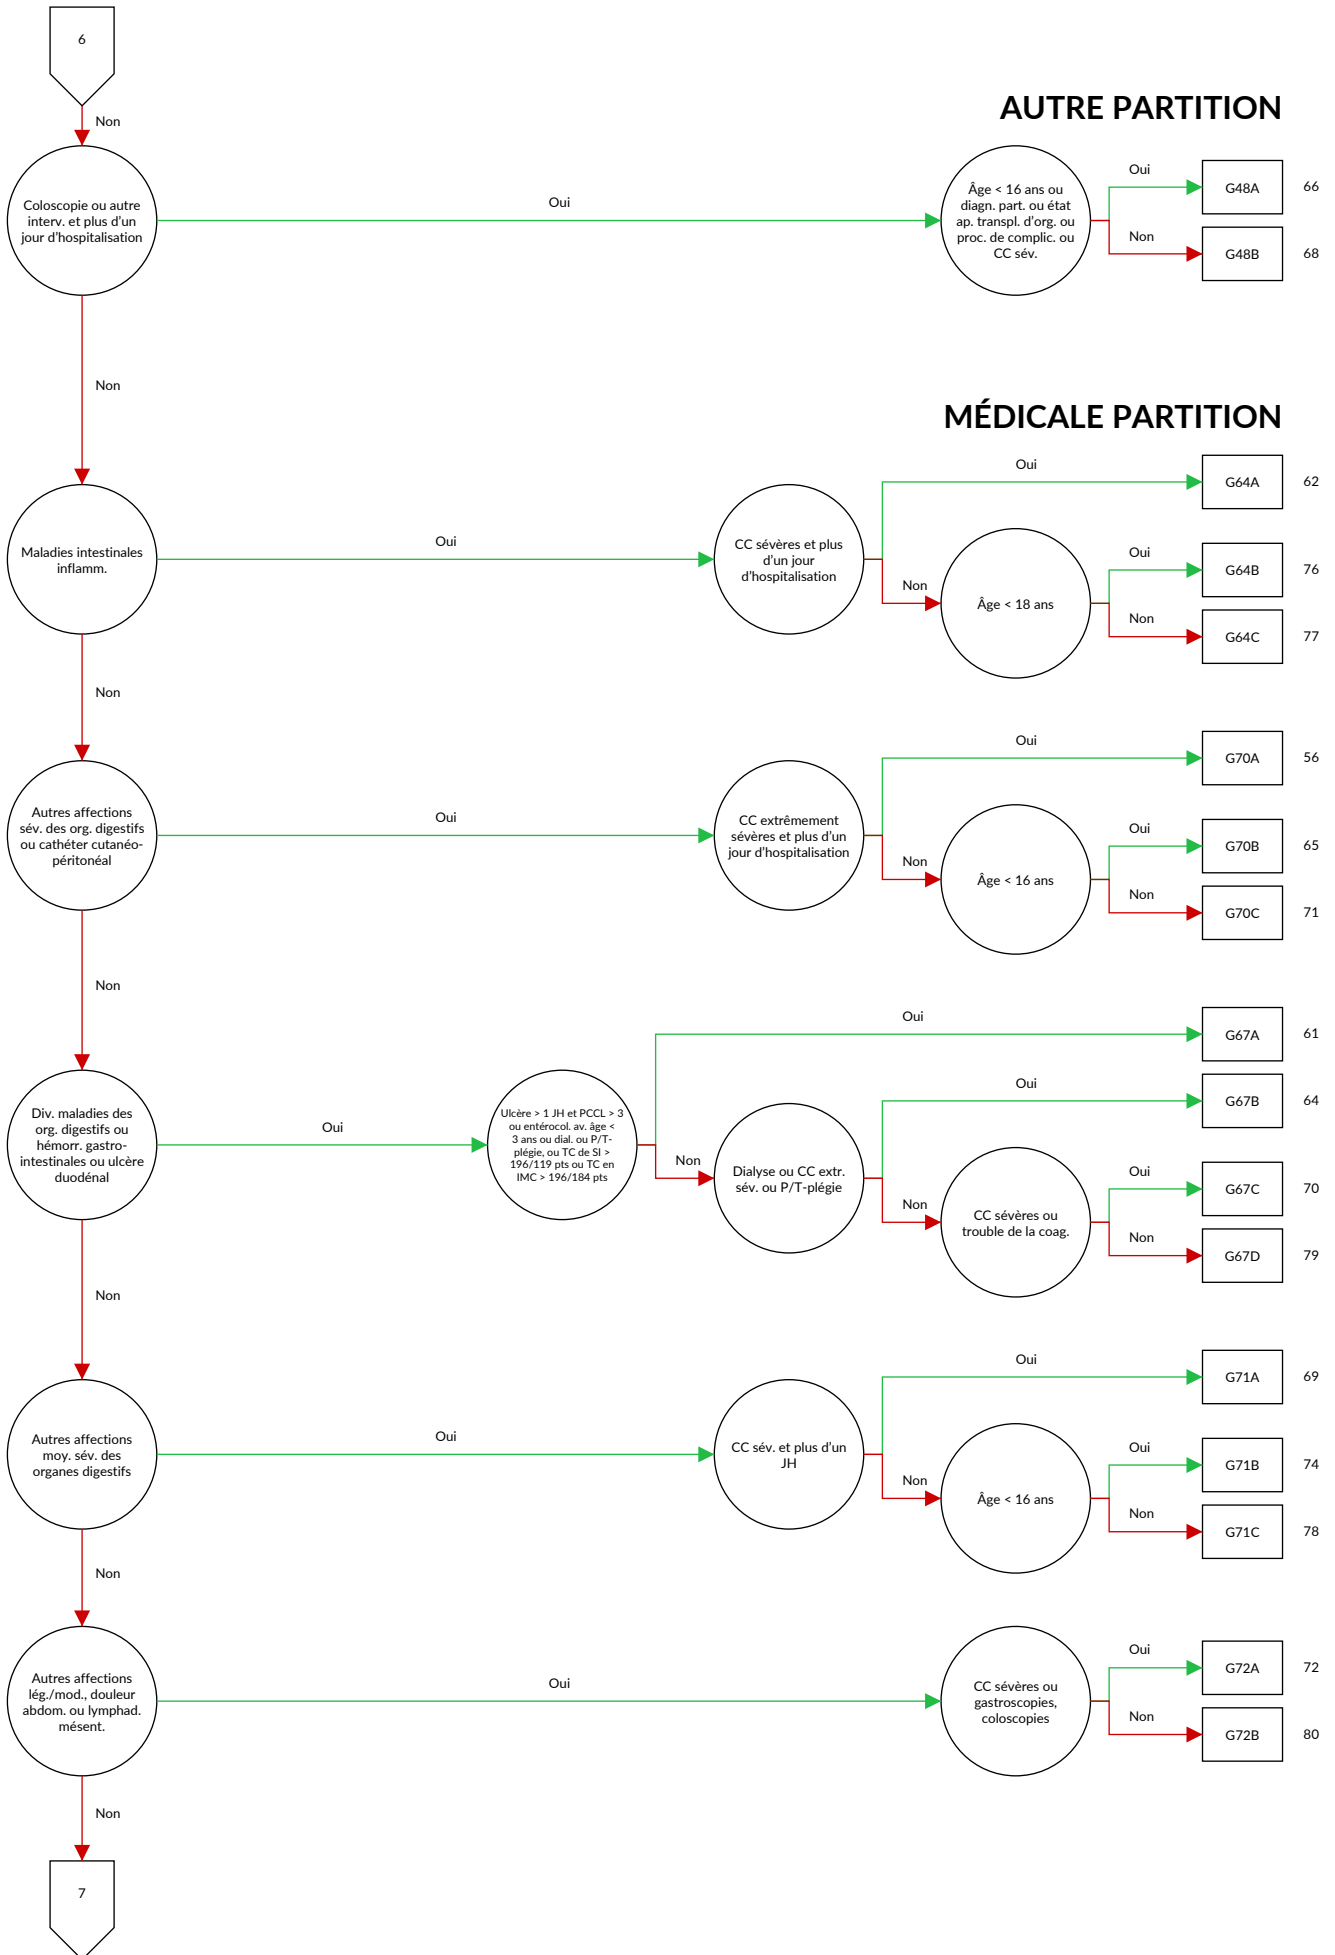 6
Non
AUTRE PARTITION
Coloscopie ou autre
interv. et plus d'un
jour d'hospitalisation
Oui
Âge < 16 ans ou
diagn. part. ou état
ap. transpl. d'org. ou
proc. de complic. ou
CC sév.
Oui
G48A
66
Non
G48B
68
Non
MÉDICALE PARTITION
Maladies intestinales
inflamm.
Oui
CC sévères et plus
d'un jour
d'hospitalisation
Oui
G64A
62
Non
Âge < 18 ans
Oui
G64B
76
Non
G64C
77
Non
Autres affections
sév. des org. digestifs
ou cathéter cutanéo-
péritonéal
Oui
CC extrêmement
sévères et plus d'un
jour d'hospitalisation
Oui
G70A
56
Non
Âge < 16 ans
Oui
G70B
65
Non
G70C
71
Non
Div. maladies des
org. digestifs ou
hémorr. gastro-
intestinales ou ulcère
duodénal
Oui
Ulcère > 1 JH et PCCL > 3
ou entérocol. av. âge <
3 ans ou dial. ou P/T-
plégie, ou TC de SI >
196/119 pts ou TC en
IMC > 196/184 pts
Oui
G67A
61
Non
Dialyse ou CC extr.
sév. ou P/T-plégie
Oui
G67B
64
Non
CC sévères ou
trouble de la coag.
Oui
G67C
70
Non
G67D
79
Non
Autres affections
moy. sév. des
organes digestifs
Oui
CC sév. et plus d'un
JH
Oui
G71A
69
Non
Âge < 16 ans
Oui
G71B
74
Non
G71C
78
Non
Autres affections
lég./mod., douleur
abdom. ou lymphad.
mésent.
Oui
CC sévères ou
gastroscopies,
coloscopies
Oui
G72A
72
Non
G72B
80
Non
7